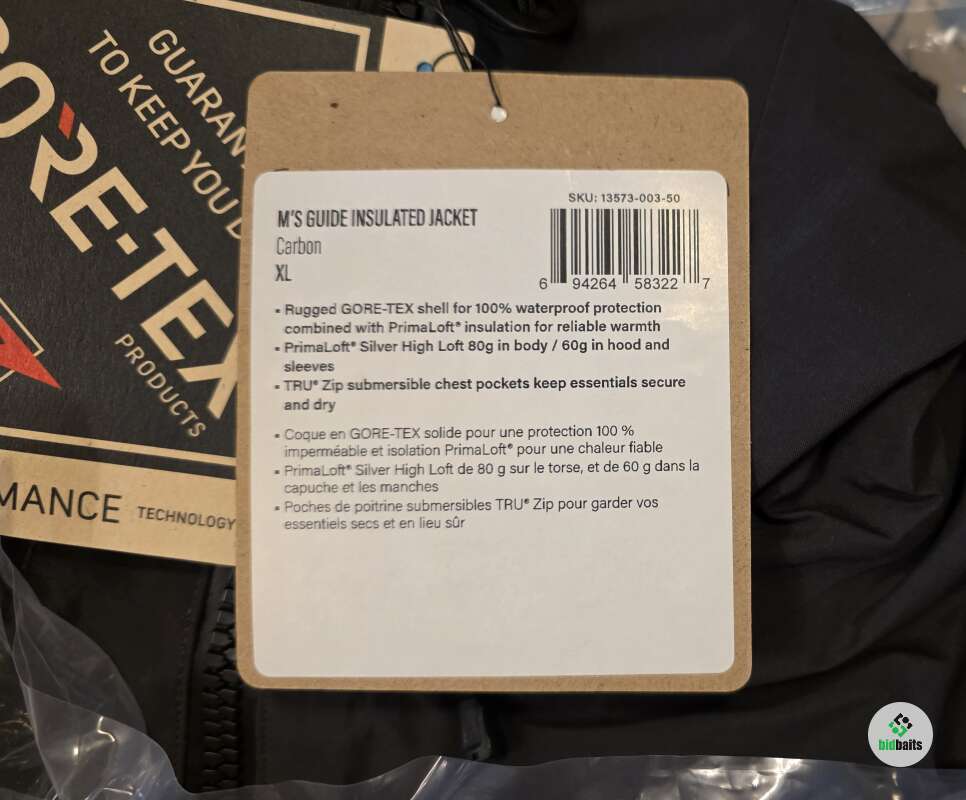 GUARAN
TO KEEP YOU D
GORE-TEX
PRODUCTS
MANCE TECHNOLOGY
SKU: 13573-003-50
M'S GUIDE INSULATED JACKET
Carbon
XL
6 94264 58322 7
▪ Rugged GORE-TEX shell for 100% waterproof protection
combined with PrimaLoft® insulation for reliable warmth
▪ PrimaLoft® Silver High Loft 80g in body / 60g in hood and
sleeves
▪ TRU® Zip submersible chest pockets keep essentials secure
and dry
▪ Coque en GORE-TEX solide pour une protection 100 %
imperméable et isolation PrimaLoft® pour une chaleur fiable
▪ PrimaLoft® Silver High Loft de 80 g sur le torse, et de 60 g dans la
capuche et les manches
▪ Poches de poitrine submersibles TRU® Zip pour garder vos
essentiels secs et en lieu sûr
bidbaits